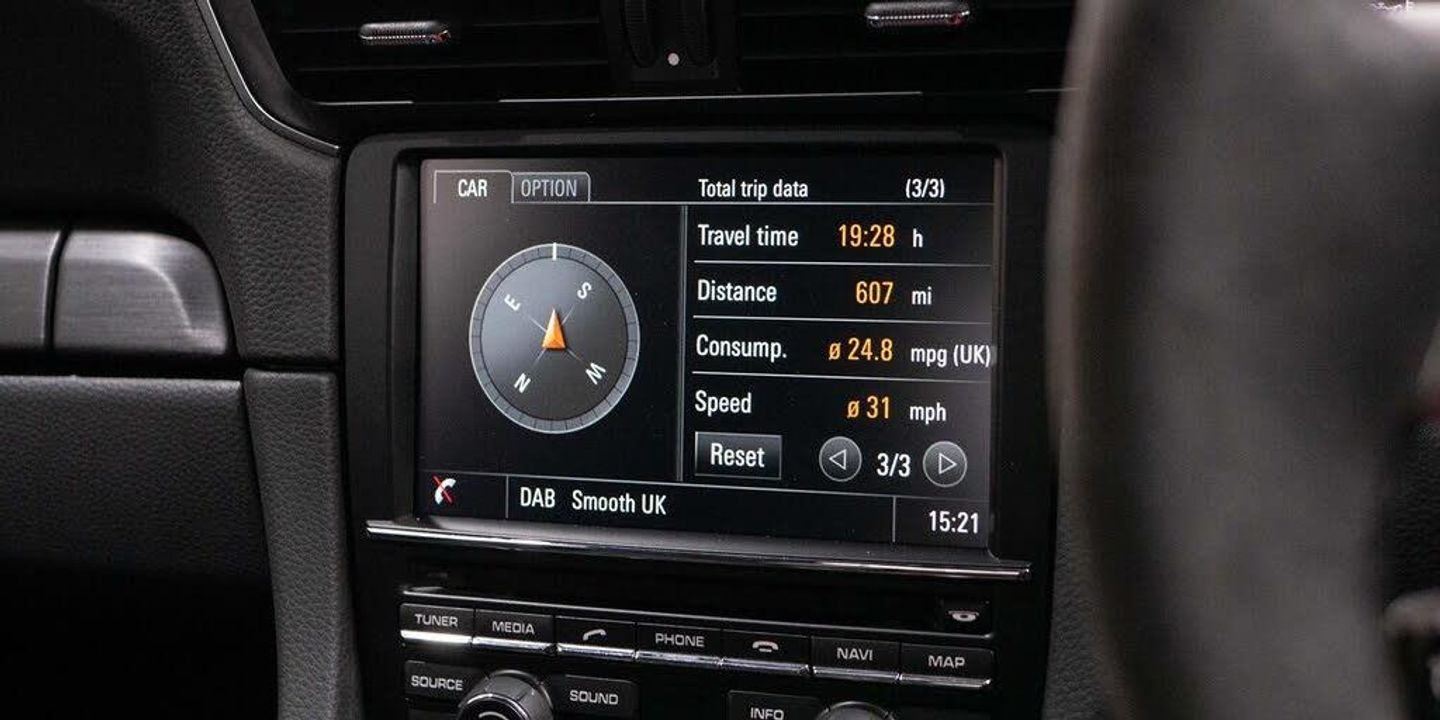 CAR OPTION Total trip data (3/3)
Travel time 19:28 h
Distance 607 mi
Consump. ø 24.8 mpg (UK)
Speed ø 31 mph
Reset 3/3
E S
N W
DAB Smooth UK 15:21
TUNER MEDIA PHONE NAVI MAP
SOURCE SOUND INFO